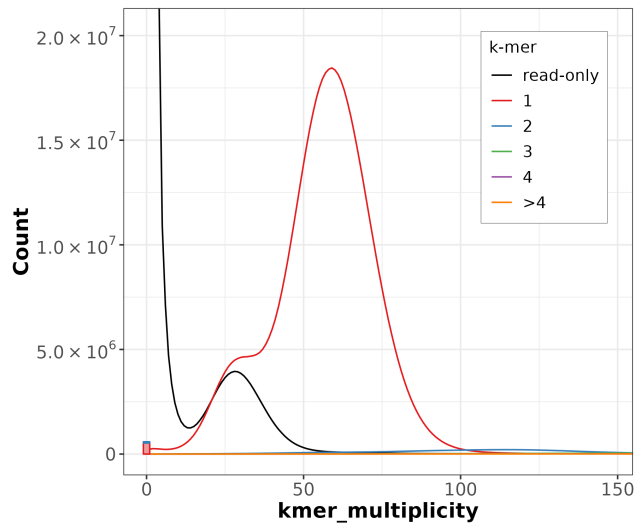 2.0 × 10⁷
1.5 × 10⁷
1.0 × 10⁷
5.0 × 10⁶
0
Count
k-mer
read-only
1
2
3
4
>4
0
50
100
150
kmer_multiplicity